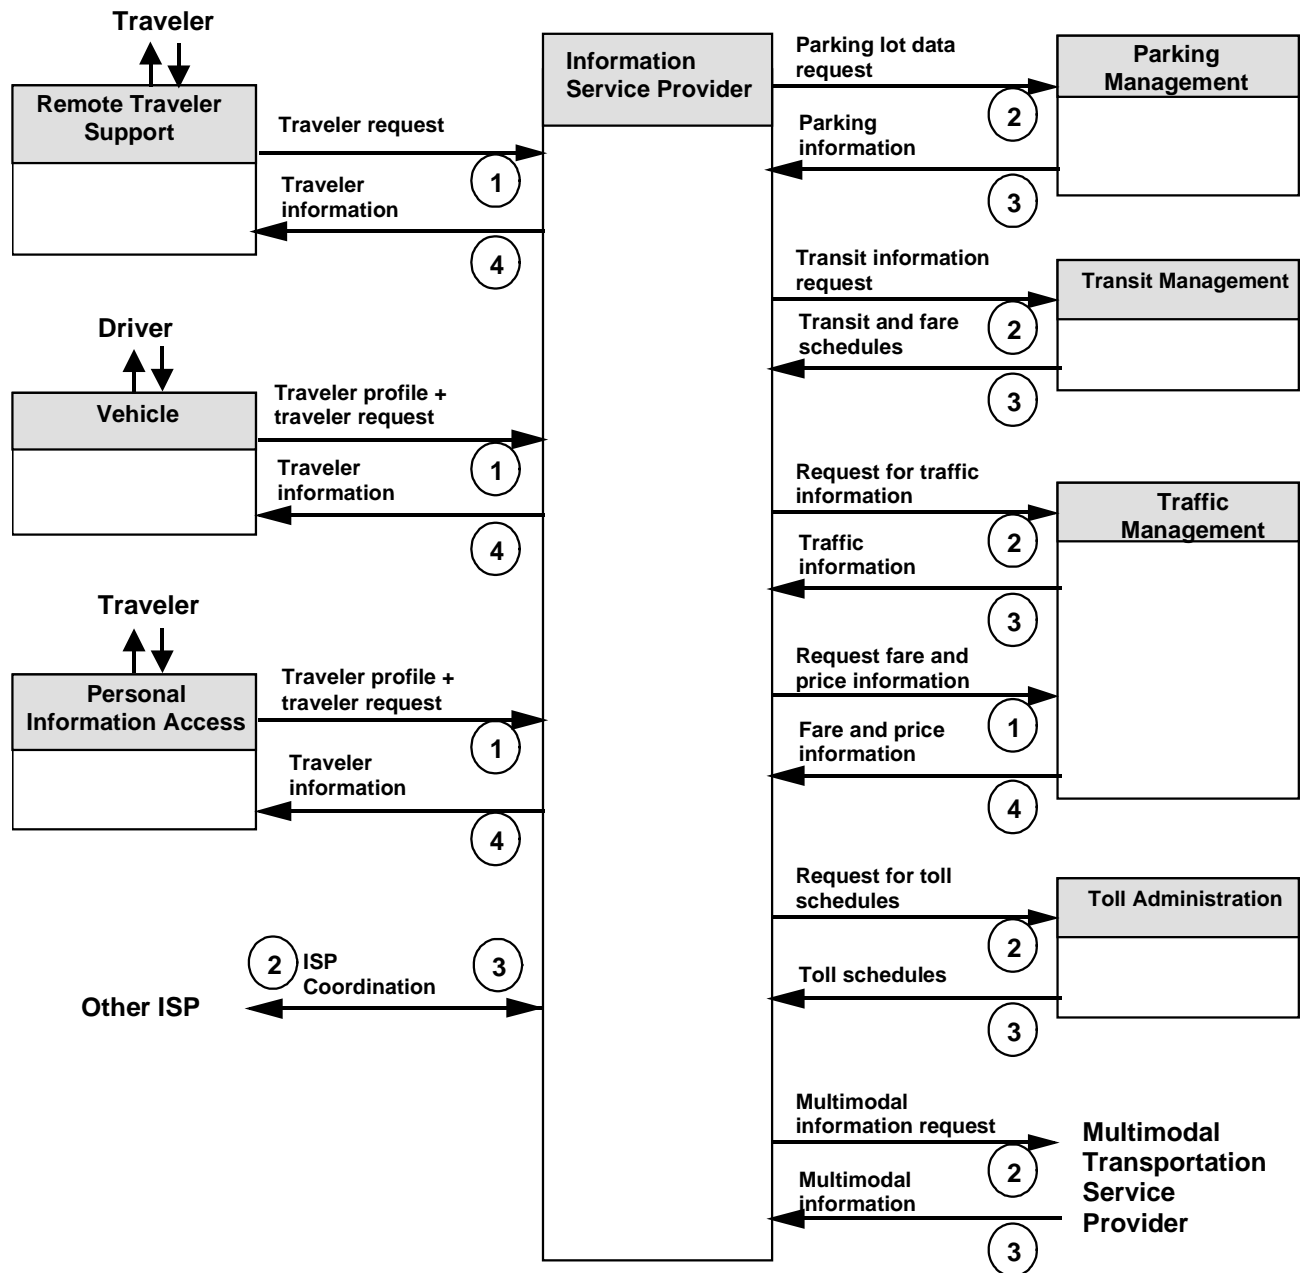 Traveler
Remote Traveler
Support
Traveler request
1
Traveler
information
4
Driver
Vehicle
Traveler profile +
traveler request
1
Traveler
information
4
Traveler
Personal
Information Access
Traveler profile +
traveler request
1
Traveler
information
4
2
ISP
Coordination
3
Other ISP
Information
Service Provider
Parking lot data
request
2
Parking
information
3
Parking
Management
Transit information
request
2
Transit and fare
schedules
3
Transit Management
Request for traffic
information
2
Traffic
information
3
Request fare and
price information
1
Fare and price
information
4
Traffic
Management
Request for toll
schedules
2
Toll schedules
3
Toll Administration
Multimodal
information request
2
Multimodal
information
3
Multimodal
Transportation
Service
Provider